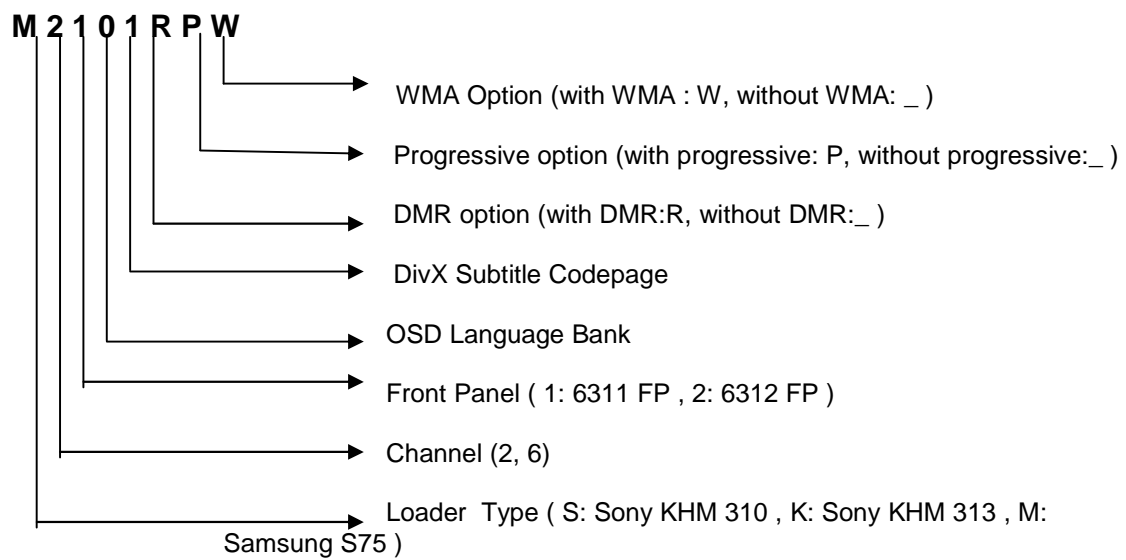 M 2 1 0 1 R P W
WMA Option (with WMA : W, without WMA: _ )
Progressive option (with progressive: P, without progressive:_ )
DMR option (with DMR:R, without DMR:_ )
DivX Subtitle Codepage
OSD Language Bank
Front Panel ( 1: 6311 FP , 2: 6312 FP )
Channel (2, 6)
Loader Type ( S: Sony KHM 310 , K: Sony KHM 313 , M:
Samsung S75 )